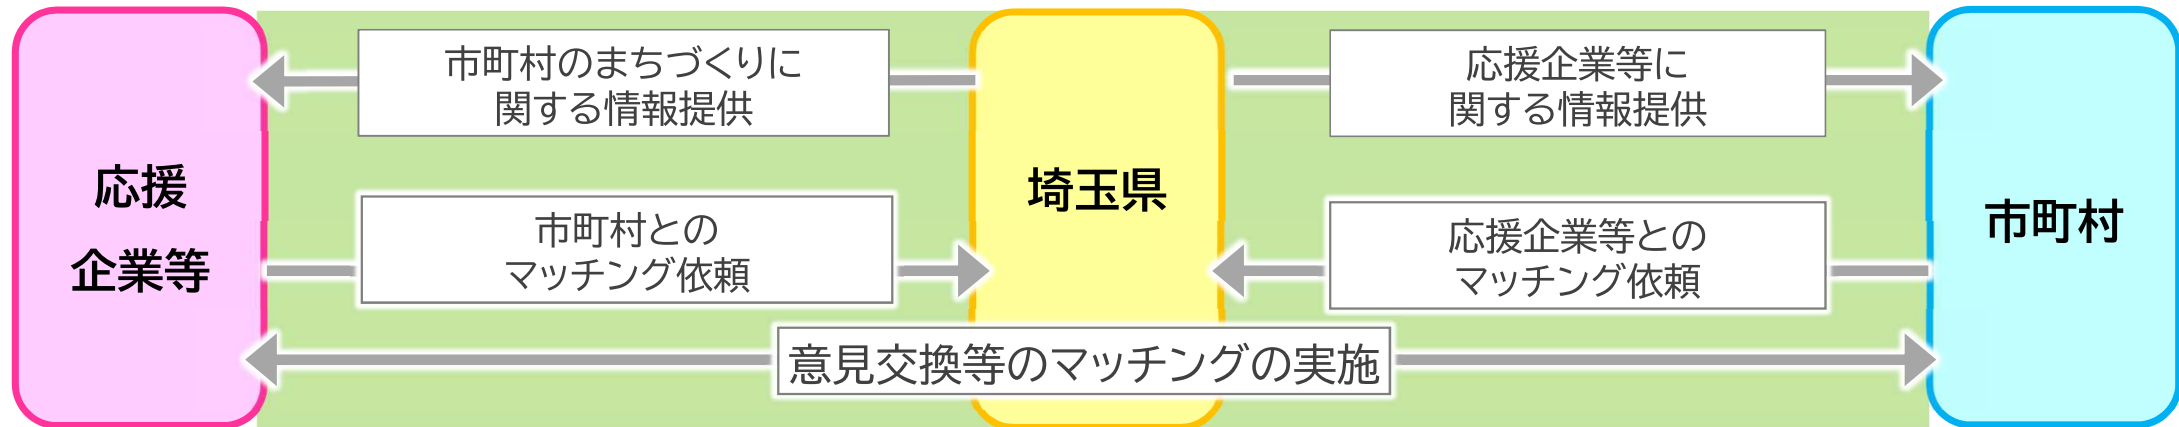 応援
企業等
市町村のまちづくりに
関する情報提供
市町村との
マッチング依頼
埼玉県
応援企業等に
関する情報提供
応援企業等との
マッチング依頼
市町村
意見交換等のマッチングの実施